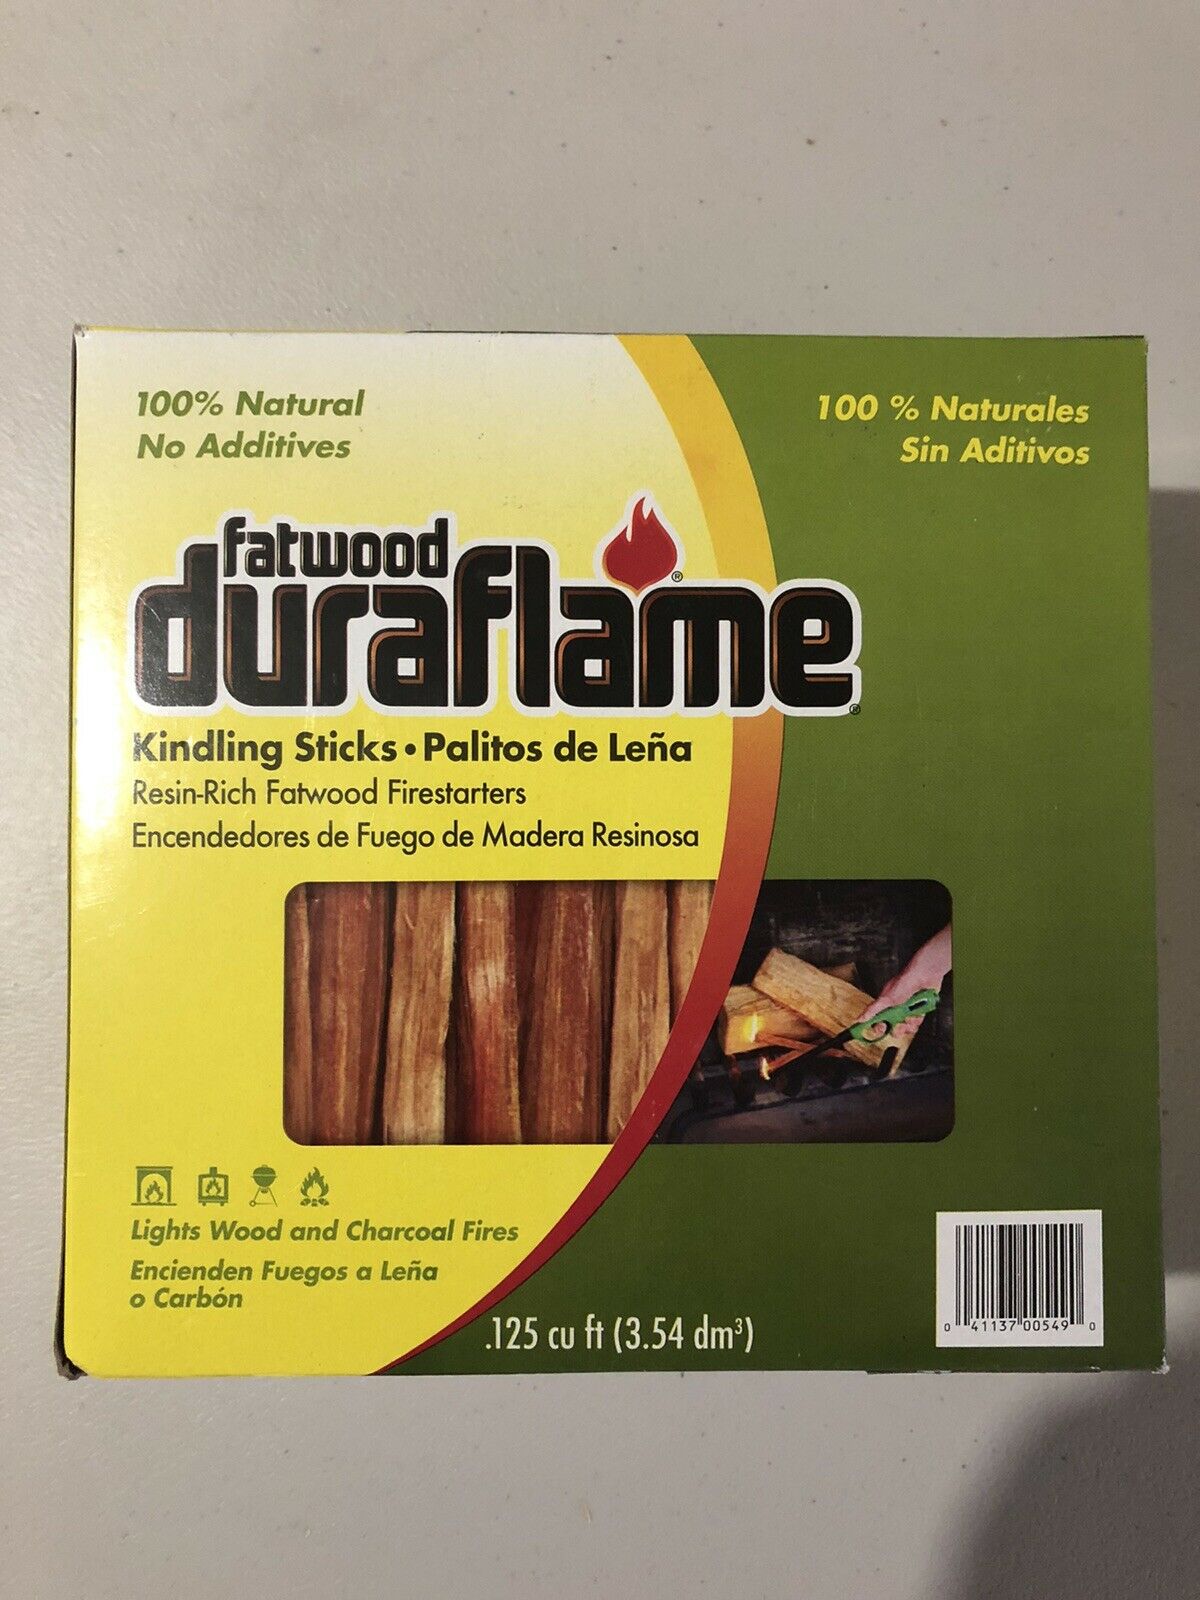 100% Natural
No Additives
100 % Naturales
Sin Aditivos
fatwood
duraflame
®
®
Kindling Sticks • Palitos de Leña
Resin-Rich Fatwood Firestarters
Encendedores de Fuego de Madera Resinosa
Lights Wood and Charcoal Fires
Encienden Fuegos a Leña
o Carbón
.125 cu ft (3.54 dm³)
0 41137 00549 0